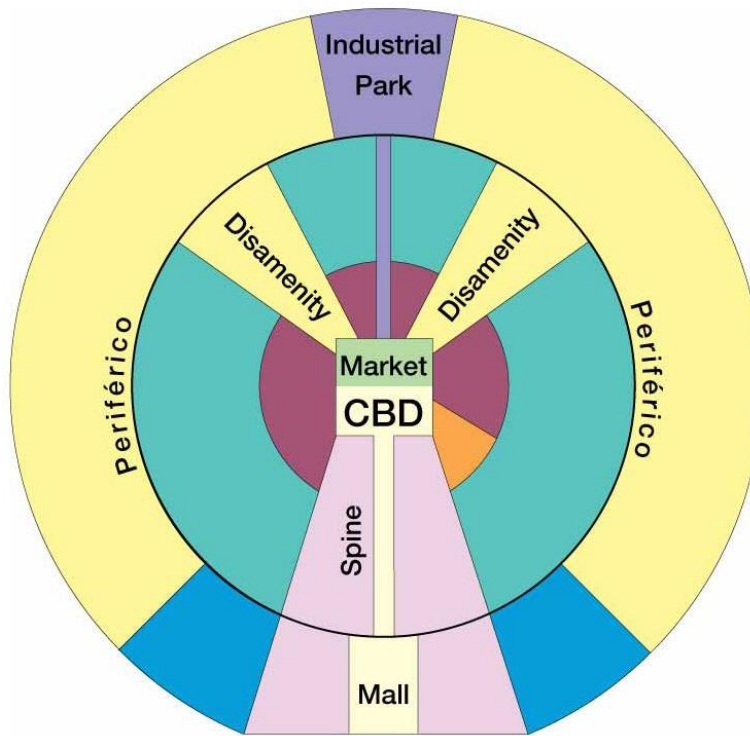 Industrial
Park
Disamenity
Disamenity
Periférico
Periférico
Market
CBD
Spine
Mall